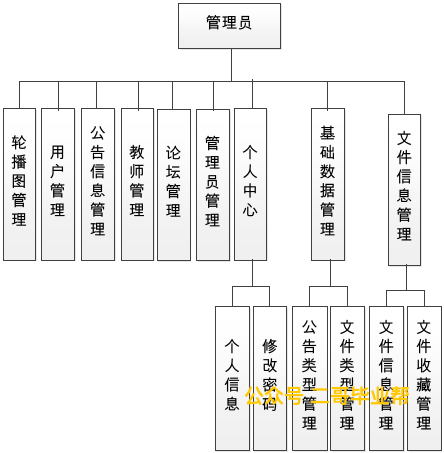 管理员
轮播图管理
用户管理
公告信息管理
教师管理
论坛管理
管理员管理
个人中心
基础数据管理
文件信息管理
个人信息
修改密码
公告类型管理
文件类型管理
文件信息管理
文件收藏管理
公众号 二哥毕业帮